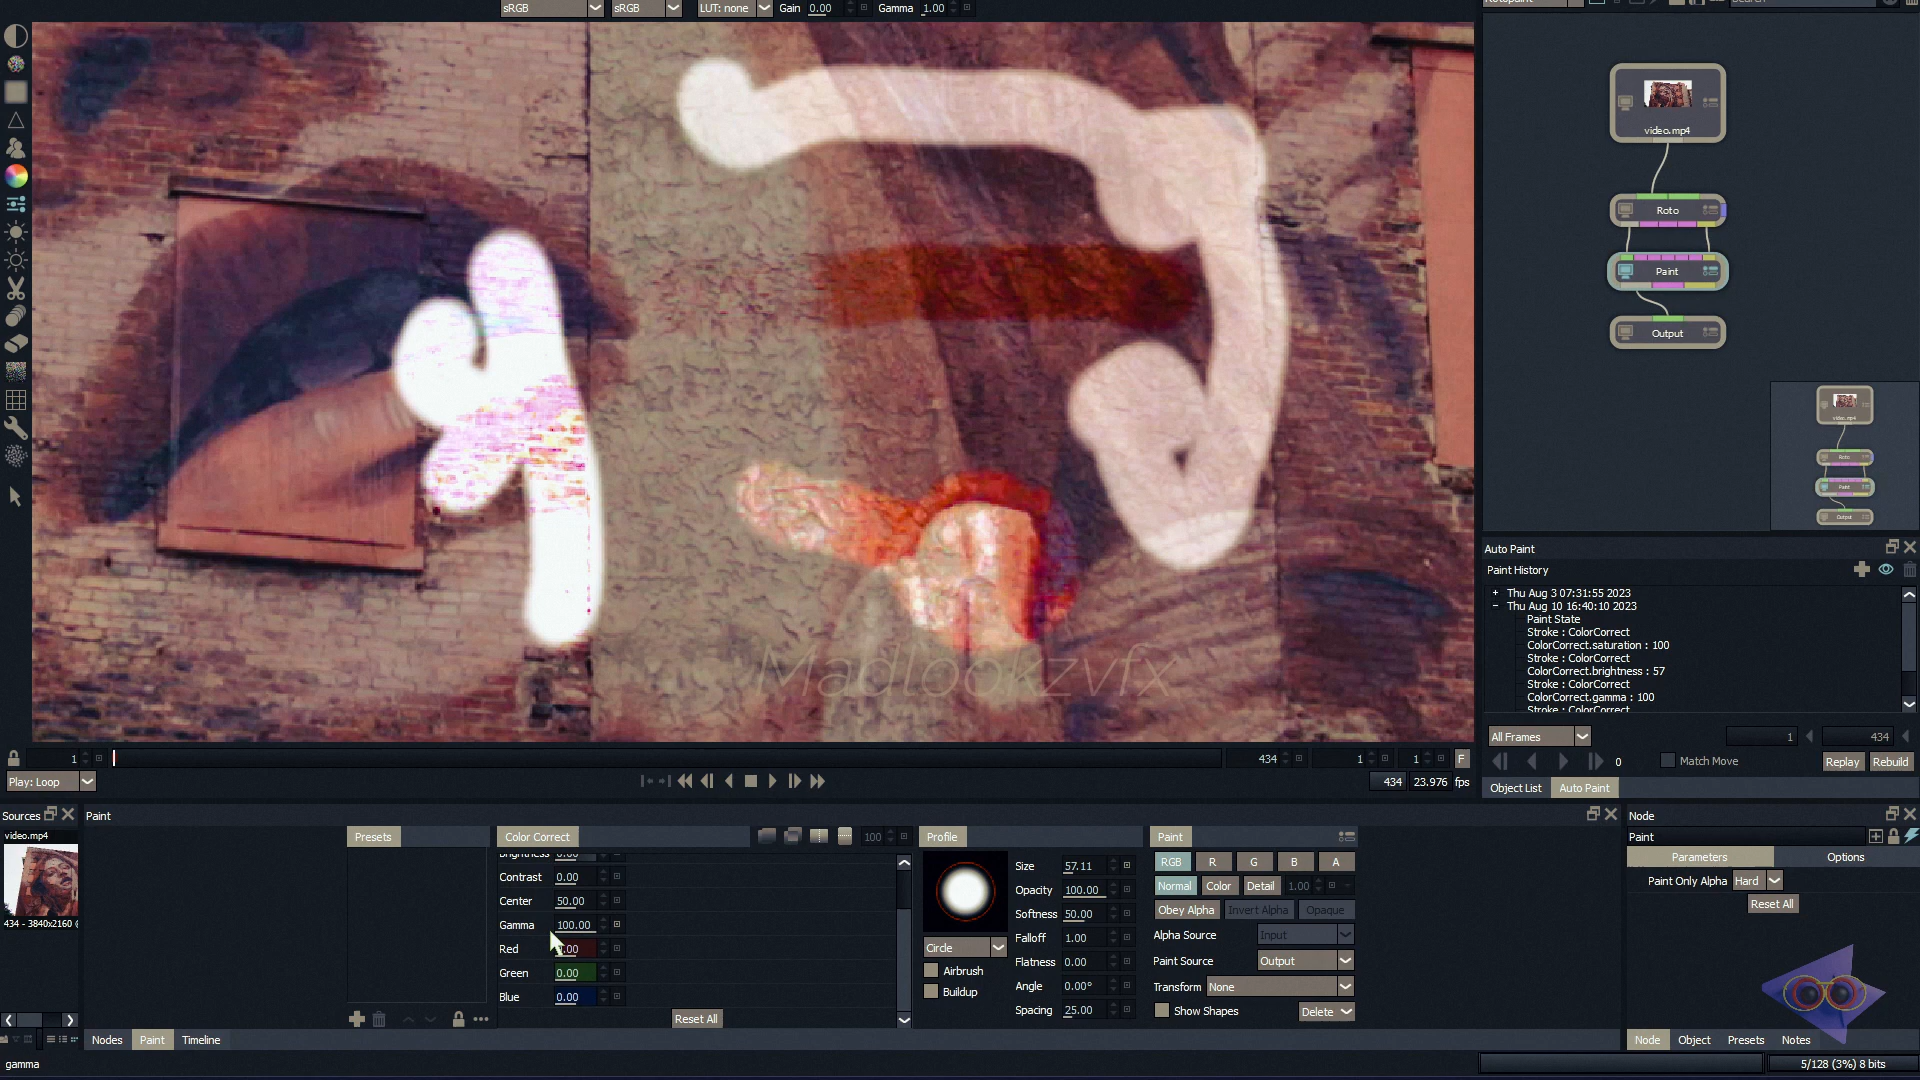 sRGB sRGB LUT: none Gain 0.00 Gamma 1.00
video.mp4
Roto
Paint
Output
Madlookzvfx
Auto Paint
Paint History
+ Thu Aug 3 07:31:55 2023
− Thu Aug 10 16:40:10 2023
Paint State
Stroke : ColorCorrect
ColorCorrect.saturation : 100
Stroke : ColorCorrect
ColorCorrect.brightness : 57
Stroke : ColorCorrect
ColorCorrect.gamma : 100
Stroke : ColorCorrect
All Frames 1 434
0 Match Move Replay Rebuild
Object List Auto Paint
1 434 1 1 F
Play: Loop 434 23.976 fps
Sources
video.mp4
434 - 3840x2160
Paint
Presets
Color Correct 100
Brightness 0.00
Contrast 0.00
Center 50.00
Gamma 100.00
Red
Green 0.00
Blue 0.00
Reset All
Profile
Circle
Airbrush
Buildup
Size 57.11
Opacity 100.00
Softness 50.00
Falloff 1.00
Flatness 0.00
Angle 0.00°
Spacing 25.00
Paint
RGB R G B A
Normal Color Detail 1.00
Obey Alpha Invert Alpha Opaque
Alpha Source Input
Paint Source Output
Transform None
Show Shapes Delete
Node
Paint
Parameters Options
Paint Only Alpha Hard
Reset All
Nodes Paint Timeline
Node Object Presets Notes
gamma
5/128 (3%) 8 bits